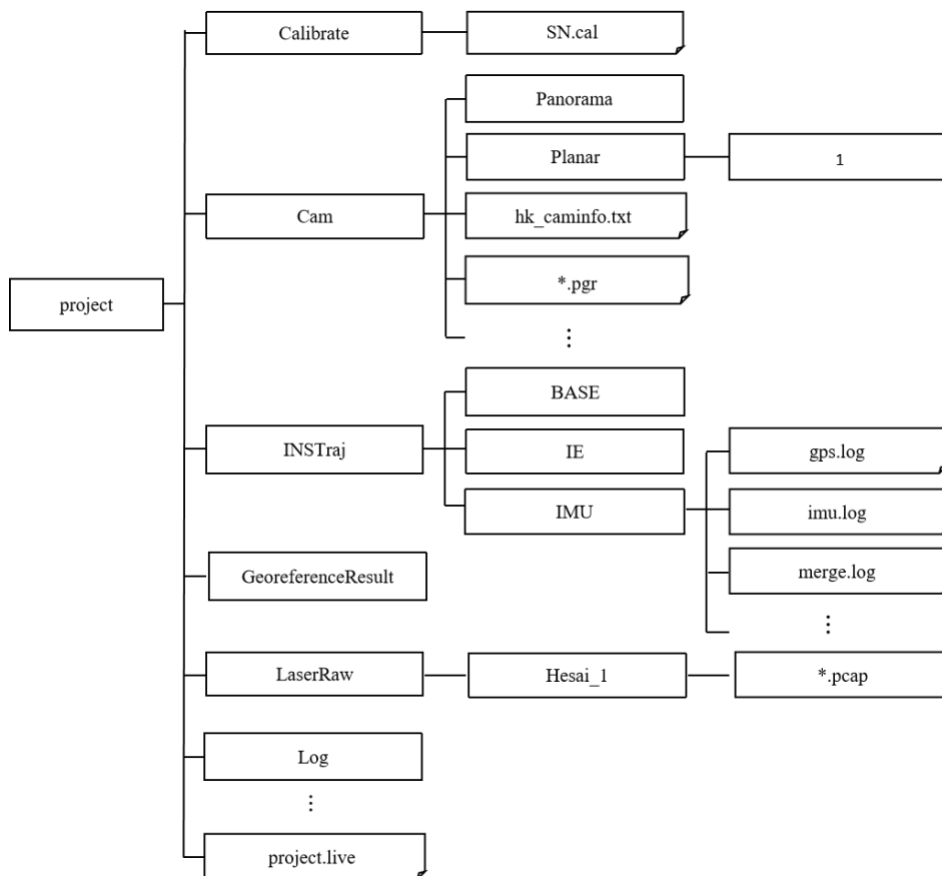 Calibrate
SN.cal
Panorama
Planar
1
Cam
hk_caminfo.txt
*.pgr
⋮
project
BASE
INSTraj
IE
gps.log
IMU
imu.log
merge.log
⋮
GeoreferenceResult
LaserRaw
Hesai_1
*.pcap
Log
⋮
project.live